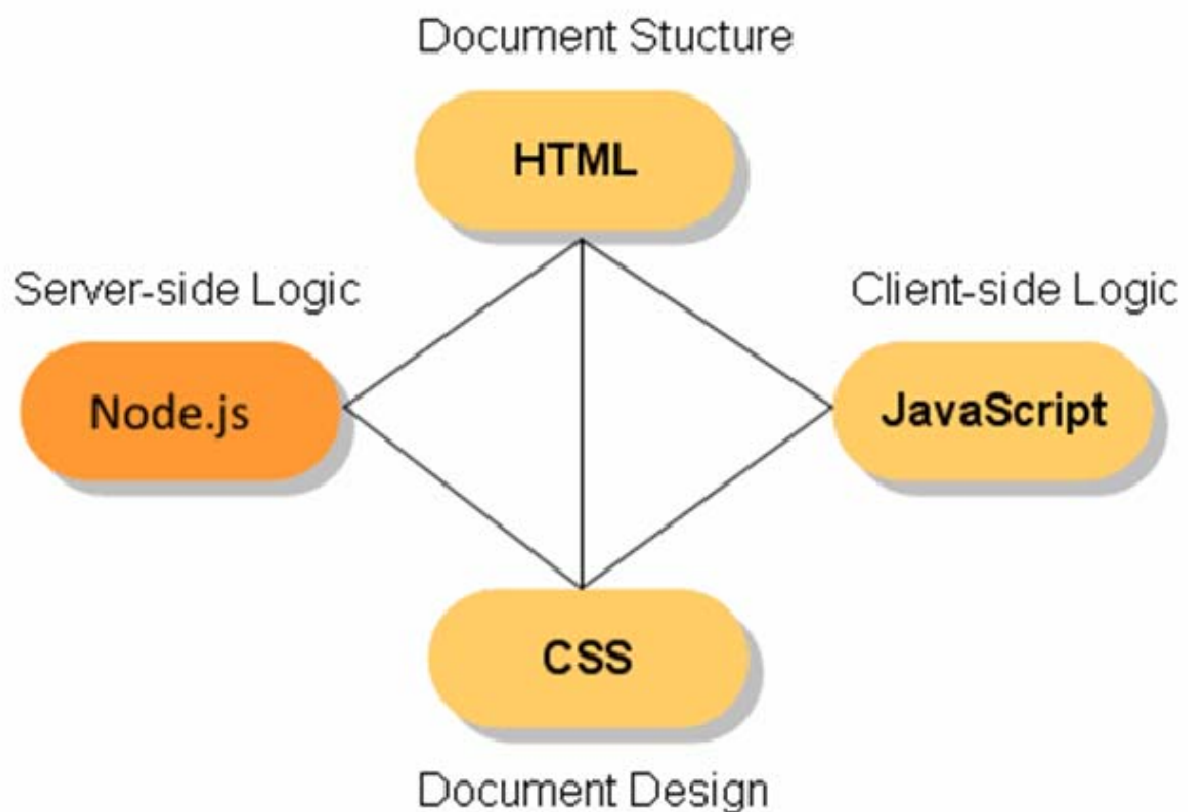 Document Stucture
HTML
Server-side Logic
Client-side Logic
Node.js
JavaScript
CSS
Document Design